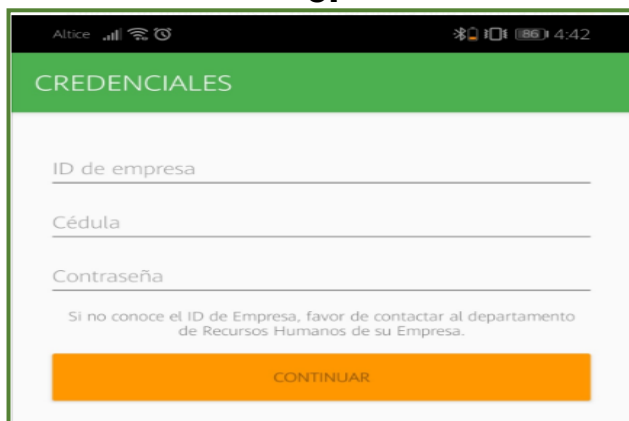 Altice 86 4:42
CREDENCIALES
ID de empresa
Cédula
Contraseña
Si no conoce el ID de Empresa, favor de contactar al departamento
de Recursos Humanos de su Empresa.
CONTINUAR